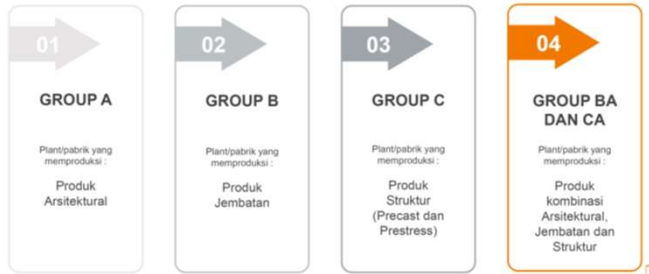 01
GROUP A
Plant/pabrik yang
memproduksi :
Produk
Arsitektural
02
GROUP B
Plant/pabrik yang
memproduksi :
Produk
Jembatan
03
GROUP C
Plant/pabrik yang
memproduksi :
Produk
Struktur
(Precast dan
Prestress)
04
GROUP BA
DAN CA
Plant/pabrik yang
memproduksi :
Produk
kombinasi
Arsitektural,
Jembatan dan
Struktur